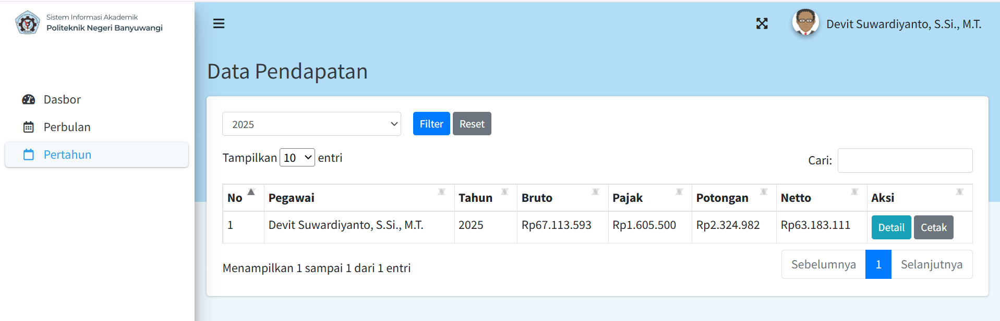 Sistem Informasi Akademik
Politeknik Negeri Banyuwangi
Devit Suwardiyanto, S.Si., M.T.
Dasbor
Perbulan
Pertahun
Data Pendapatan
2025 Filter Reset
Tampilkan 10 entri Cari:
No Pegawai Tahun Bruto Pajak Potongan Netto Aksi
1 Devit Suwardiyanto, S.Si., M.T. 2025 Rp67.113.593 Rp1.605.500 Rp2.324.982 Rp63.183.111 Detail Cetak
Menampilkan 1 sampai 1 dari 1 entri Sebelumnya 1 Selanjutnya